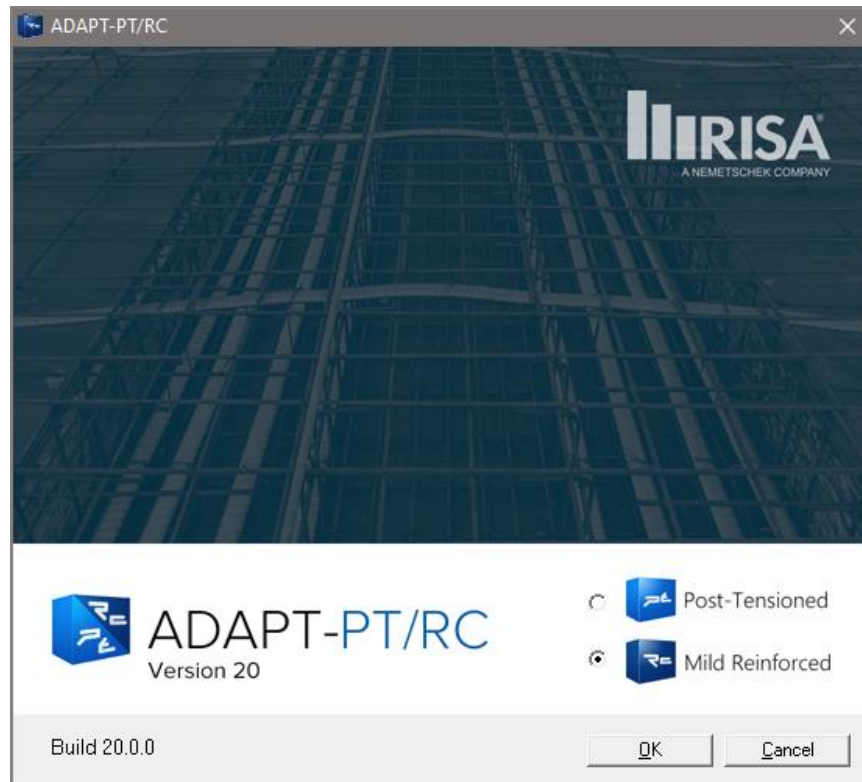 ADAPT-PT/RC
RISA
A NEMETSCHEK COMPANY
ADAPT-PT/RC
Version 20
Post-Tensioned
Mild Reinforced
Build 20.0.0
OK
Cancel